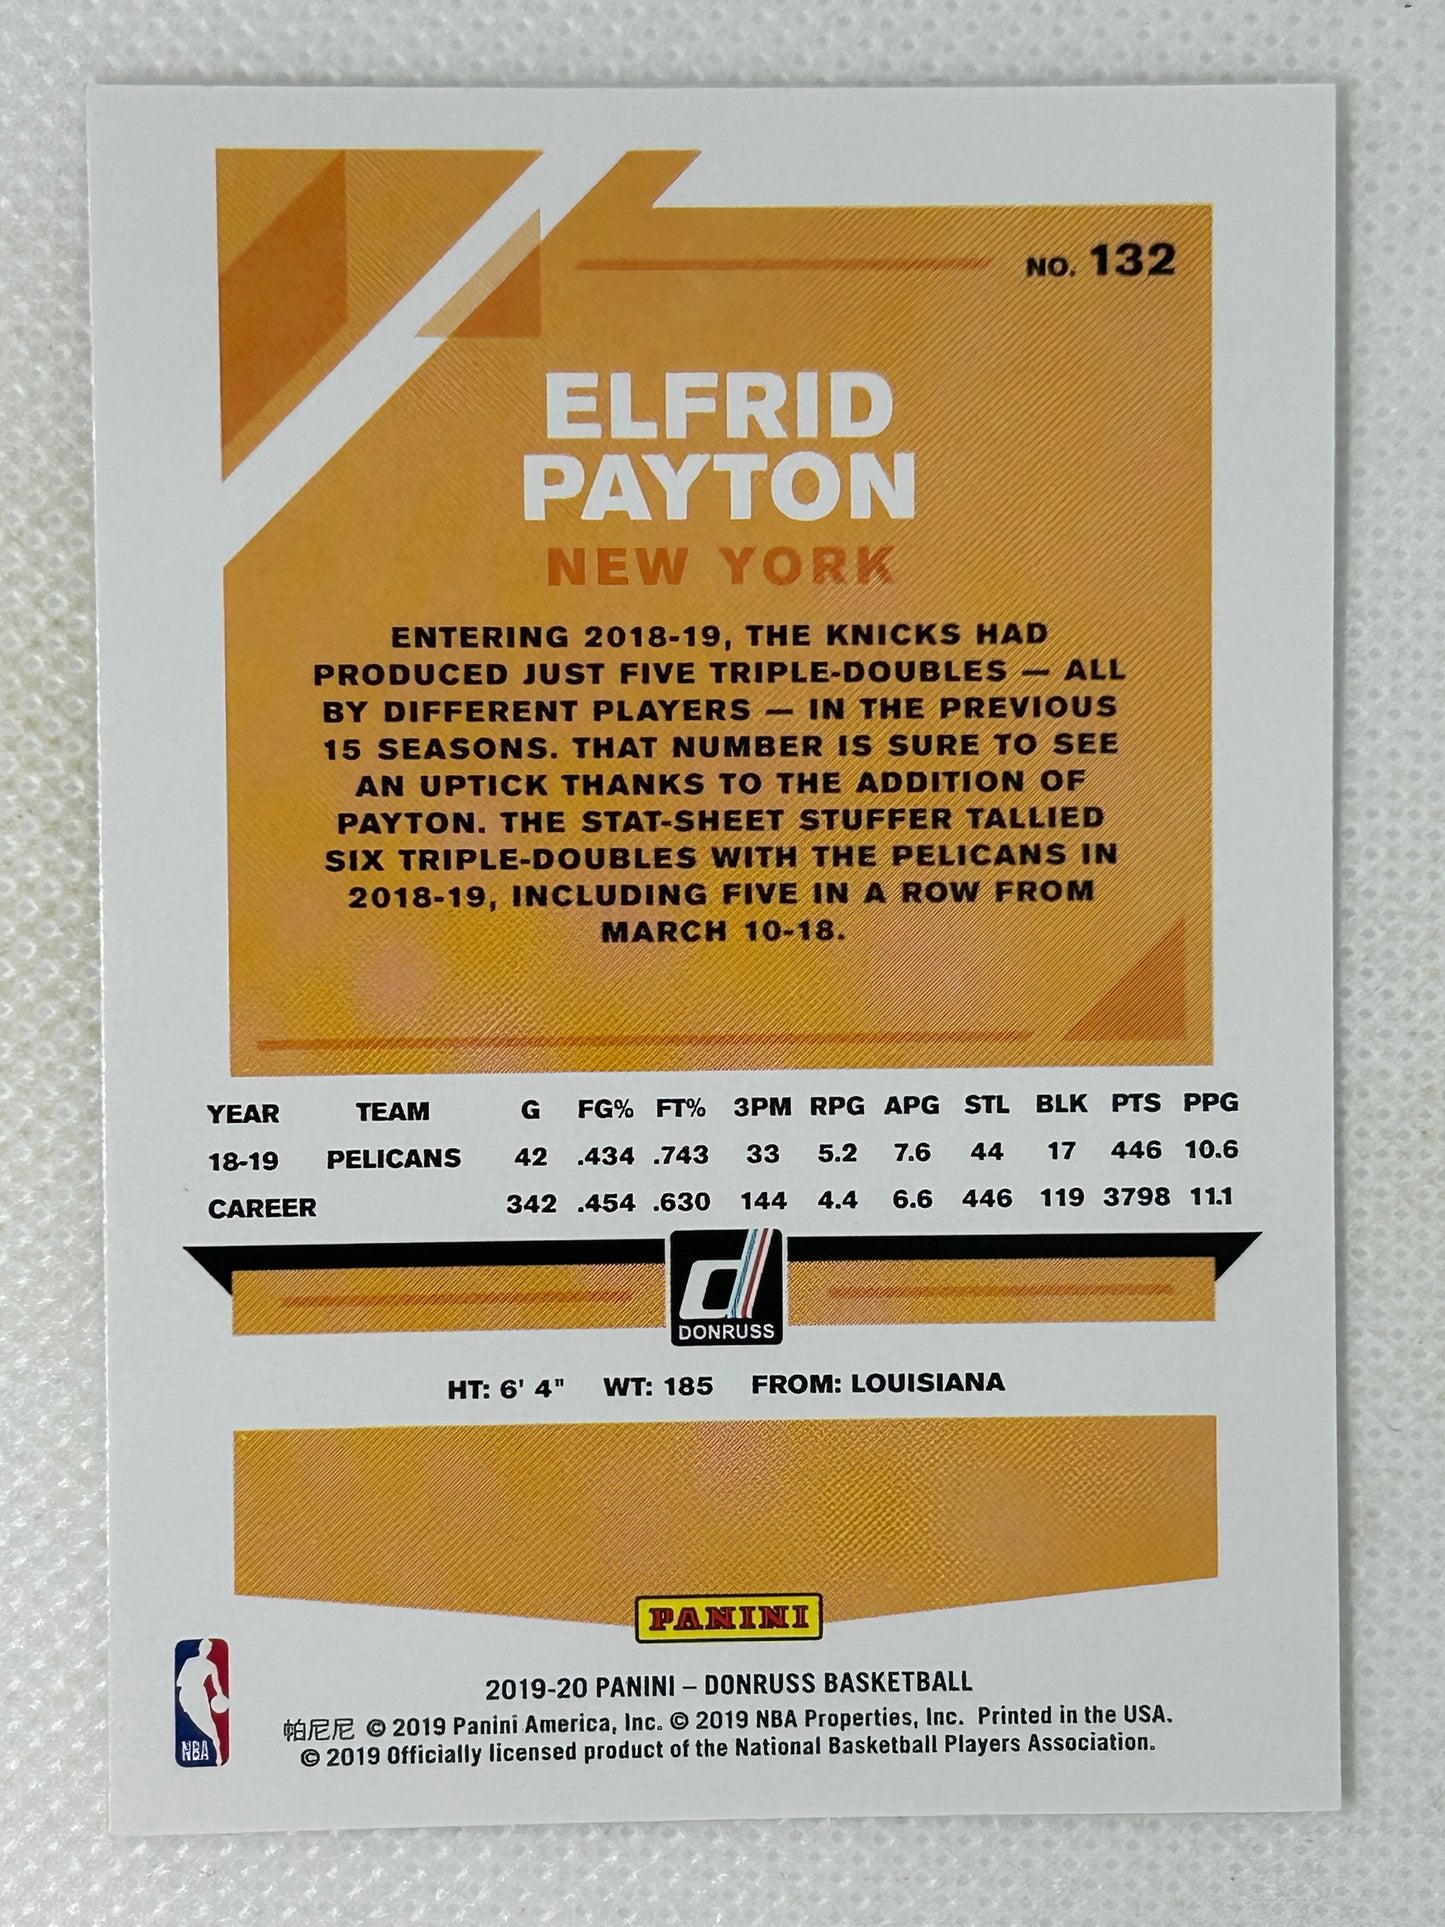 NO. 132
ELFRID
PAYTON
NEW YORK
ENTERING 2018-19, THE KNICKS HAD
PRODUCED JUST FIVE TRIPLE-DOUBLES — ALL
BY DIFFERENT PLAYERS — IN THE PREVIOUS
15 SEASONS. THAT NUMBER IS SURE TO SEE
AN UPTICK THANKS TO THE ADDITION OF
PAYTON. THE STAT-SHEET STUFFER TALLIED
SIX TRIPLE-DOUBLES WITH THE PELICANS IN
2018-19, INCLUDING FIVE IN A ROW FROM
MARCH 10-18.
YEAR TEAM G FG% FT% 3PM RPG APG STL BLK PTS PPG
18-19 PELICANS 42 .434 .743 33 5.2 7.6 44 17 446 10.6
CAREER 342 .454 .630 144 4.4 6.6 446 119 3798 11.1
d
DONRUSS
HT: 6' 4" WT: 185 FROM: LOUISIANA
PANINI
NBA
2019-20 PANINI – DONRUSS BASKETBALL
帕尼尼 © 2019 Panini America, Inc. © 2019 NBA Properties, Inc. Printed in the USA.
© 2019 Officially licensed product of the National Basketball Players Association.